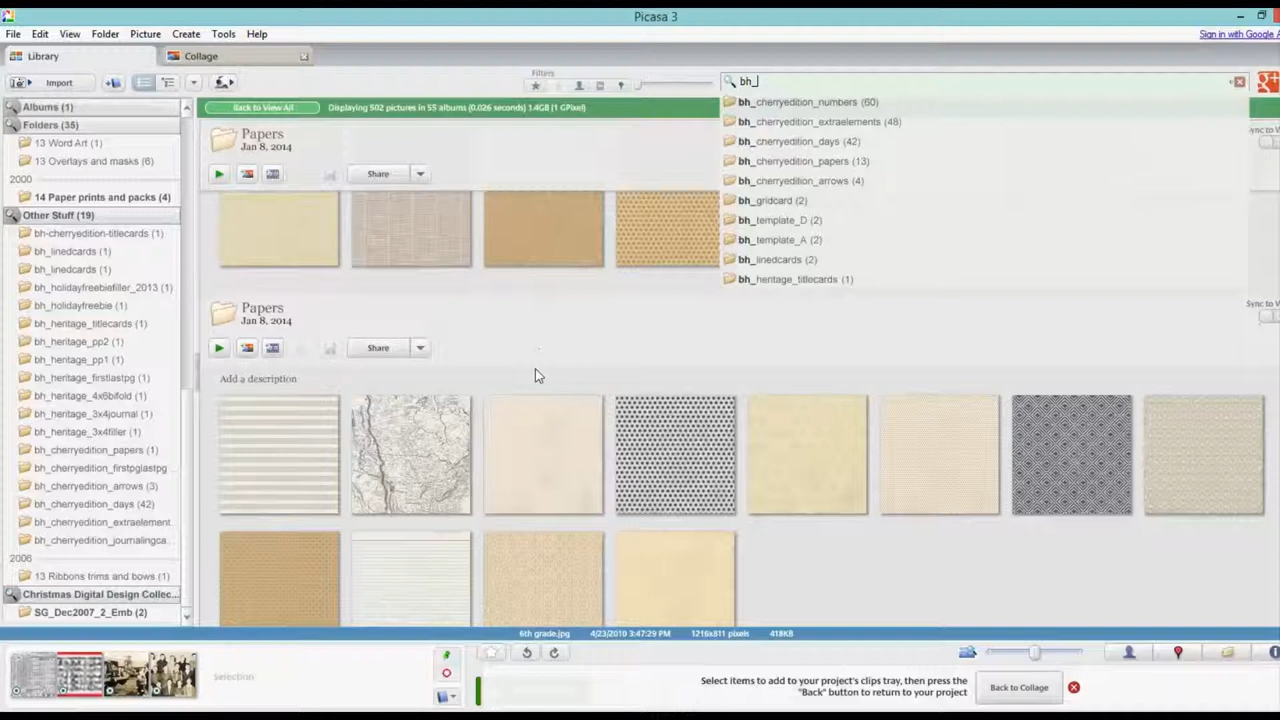 Picasa 3
File Edit View Folder Picture Create Tools Help
Sign in with Google A
Library Collage
Import
Filters
bh_
Back to View All Displaying 502 pictures in 55 albums (0.026 seconds) 1.4GB (1 GPixel)
bh_cherryedition_numbers (60)
bh_cherryedition_extraelements (48)
bh_cherryedition_days (42)
bh_cherryedition_papers (13)
bh_cherryedition_arrows (4)
bh_gridcard (2)
bh_template_D (2)
bh_template_A (2)
bh_linedcards (2)
bh_heritage_titlecards (1)
Albums (1)
Folders (35)
13 Word Art (1)
13 Overlays and masks (6)
2000
14 Paper prints and packs (4)
Other Stuff (19)
bh-cherryedition-titlecards (1)
bh_linedcards (1)
bh_linedcards (1)
bh_holidayfreebiefiller_2013 (1)
bh_holidayfreebie (1)
bh_heritage_titlecards (1)
bh_heritage_pp2 (1)
bh_heritage_pp1 (1)
bh_heritage_firstlastpg (1)
bh_heritage_4x6bifold (1)
bh_heritage_3x4journal (1)
bh_heritage_3x4filler (1)
bh_cherryedition_papers (1)
bh_cherryedition_firstpglastpg
bh_cherryedition_arrows (3)
bh_cherryedition_days (42)
bh_cherryedition_extraelement
bh_cherryedition_journalingca
2006
13 Ribbons trims and bows (1)
Christmas Digital Design Collec...
SG_Dec2007_2_Emb (2)
Papers
Jan 8, 2014
Share
Papers
Jan 8, 2014
Share
Add a description
ync to W
ync to W
6th grade.jpg 4/23/2010 3:47:29 PM 1216x811 pixels 418KB
Selection
Select items to add to your project's clips tray, then press the
"Back" button to return to your project
Back to Collage